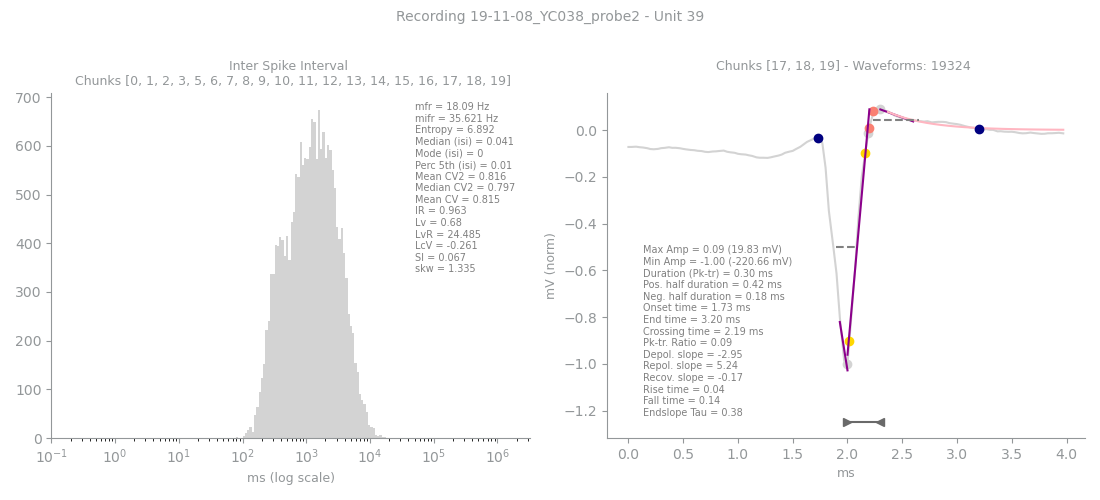 Recording 19-11-08_YC038_probe2 - Unit 39
Inter Spike Interval
Chunks [0, 1, 2, 3, 5, 6, 7, 8, 9, 10, 11, 12, 13, 14, 15, 16, 17, 18, 19]
700
600
500
400
300
200
100
0
mfr = 18.09 Hz
mifr = 35.621 Hz
Entropy = 6.892
Median (isi) = 0.041
Mode (isi) = 0
Perc 5th (isi) = 0.01
Mean CV2 = 0.816
Median CV2 = 0.797
Mean CV = 0.815
IR = 0.963
Lv = 0.68
LvR = 24.485
LcV = -0.261
SI = 0.067
skw = 1.335
10⁻¹ 10⁰ 10¹ 10² 10³ 10⁴ 10⁵ 10⁶
ms (log scale)
Chunks [17, 18, 19] - Waveforms: 19324
mV (norm)
0.0
−0.2
−0.4
−0.6
−0.8
−1.0
−1.2
Max Amp = 0.09 (19.83 mV)
Min Amp = -1.00 (-220.66 mV)
Duration (Pk-tr) = 0.30 ms
Pos. half duration = 0.42 ms
Neg. half duration = 0.18 ms
Onset time = 1.73 ms
End time = 3.20 ms
Crossing time = 2.19 ms
Pk-tr. Ratio = 0.09
Depol. slope = -2.95
Repol. slope = 5.24
Recov. slope = -0.17
Rise time = 0.04
Fall time = 0.14
Endslope Tau = 0.38
0.0 0.5 1.0 1.5 2.0 2.5 3.0 3.5 4.0
ms